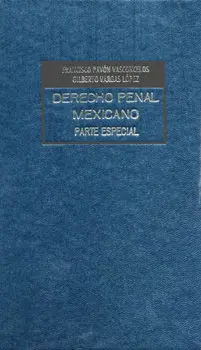 FRANCISCO PAVÓN VASCONCELOS
GILBERTO VARGAS LÓPEZ
DERECHO PENAL
MEXICANO
PARTE ESPECIAL